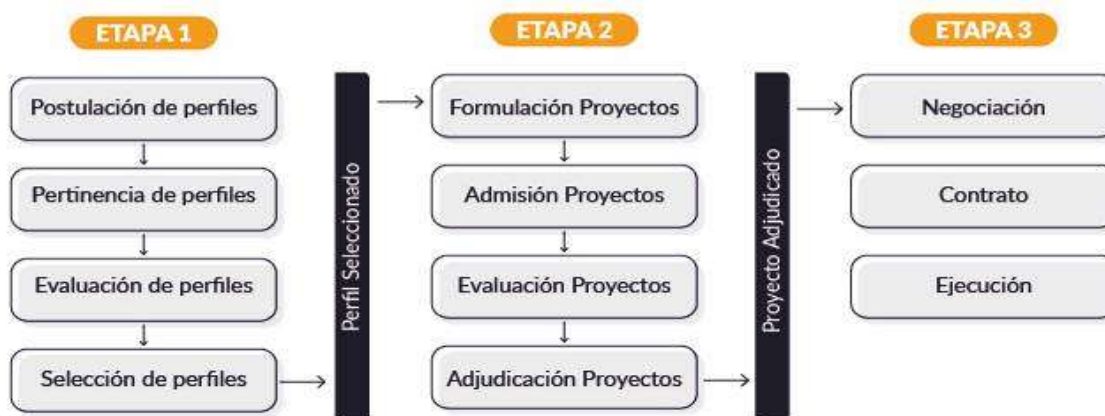 ETAPA 1
Postulación de perfiles
Pertinencia de perfiles
Evaluación de perfiles
Selección de perfiles
Perfil Seleccionado
ETAPA 2
Formulación Proyectos
Admisión Proyectos
Evaluación Proyectos
Adjudicación Proyectos
Proyecto Adjudicado
ETAPA 3
Negociación
Contrato
Ejecución